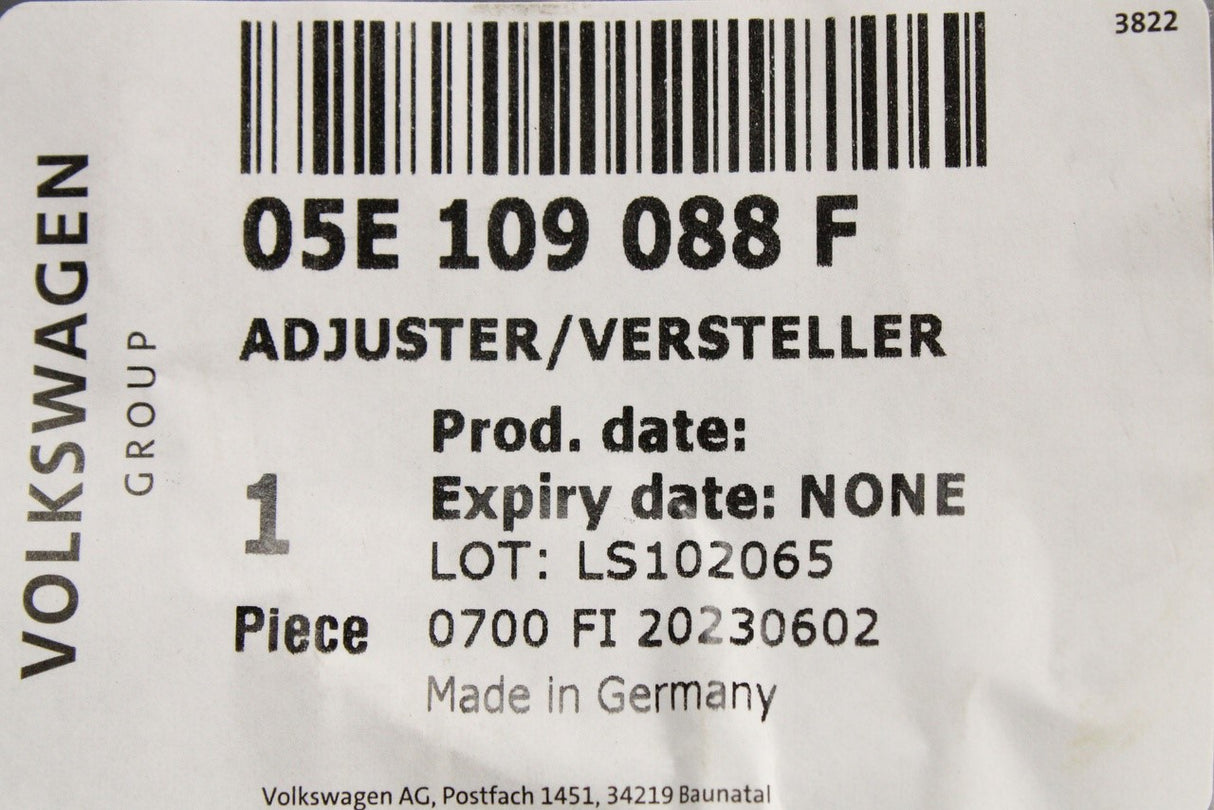 3822
VOLKSWAGEN
GROUP
05E 109 088 F
ADJUSTER/VERSTELLER
Prod. date:
1
Expiry date: NONE
LOT: LS102065
Piece
0700 FI 20230602
Made in Germany
Volkswagen AG, Postfach 1451, 34219 Baunatal